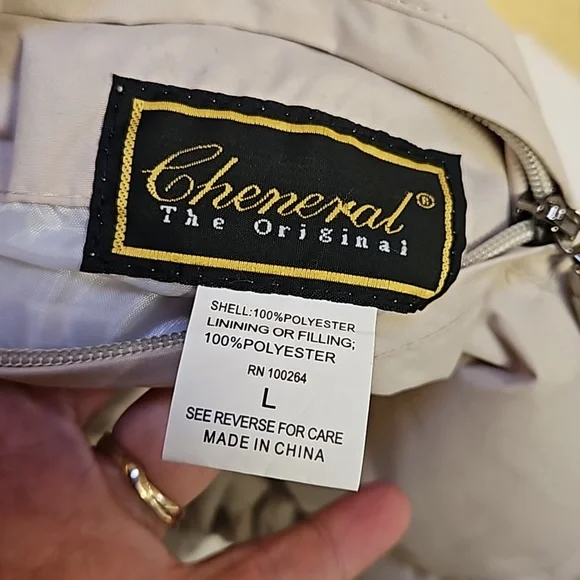 Cheneral®
The Original
SHELL:100%POLYESTER
LINNING OR FILLING;
100%POLYESTER
RN 100264
L
SEE REVERSE FOR CARE
MADE IN CHINA